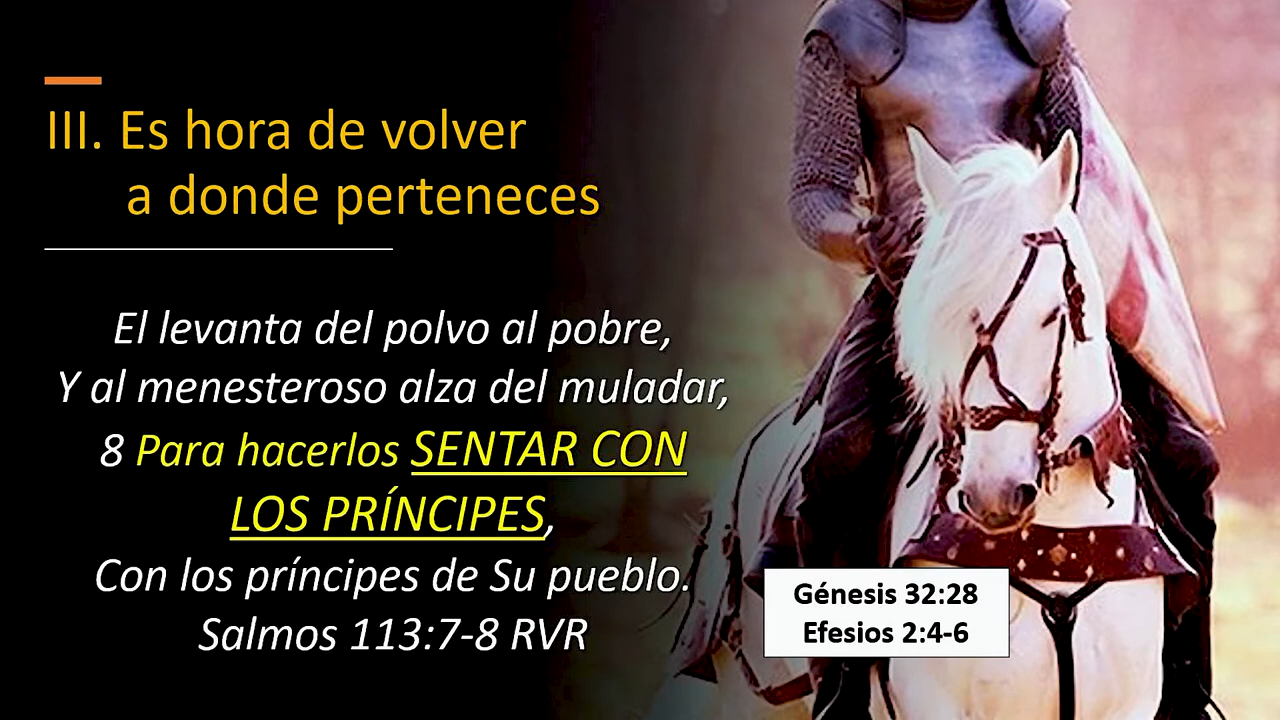 III. Es hora de volver
a donde perteneces
El levanta del polvo al pobre,
Y al menesteroso alza del muladar,
8 Para hacerlos SENTAR CON
LOS PRÍNCIPES,
Con los príncipes de Su pueblo.
Salmos 113:7-8 RVR
Génesis 32:28
Efesios 2:4-6